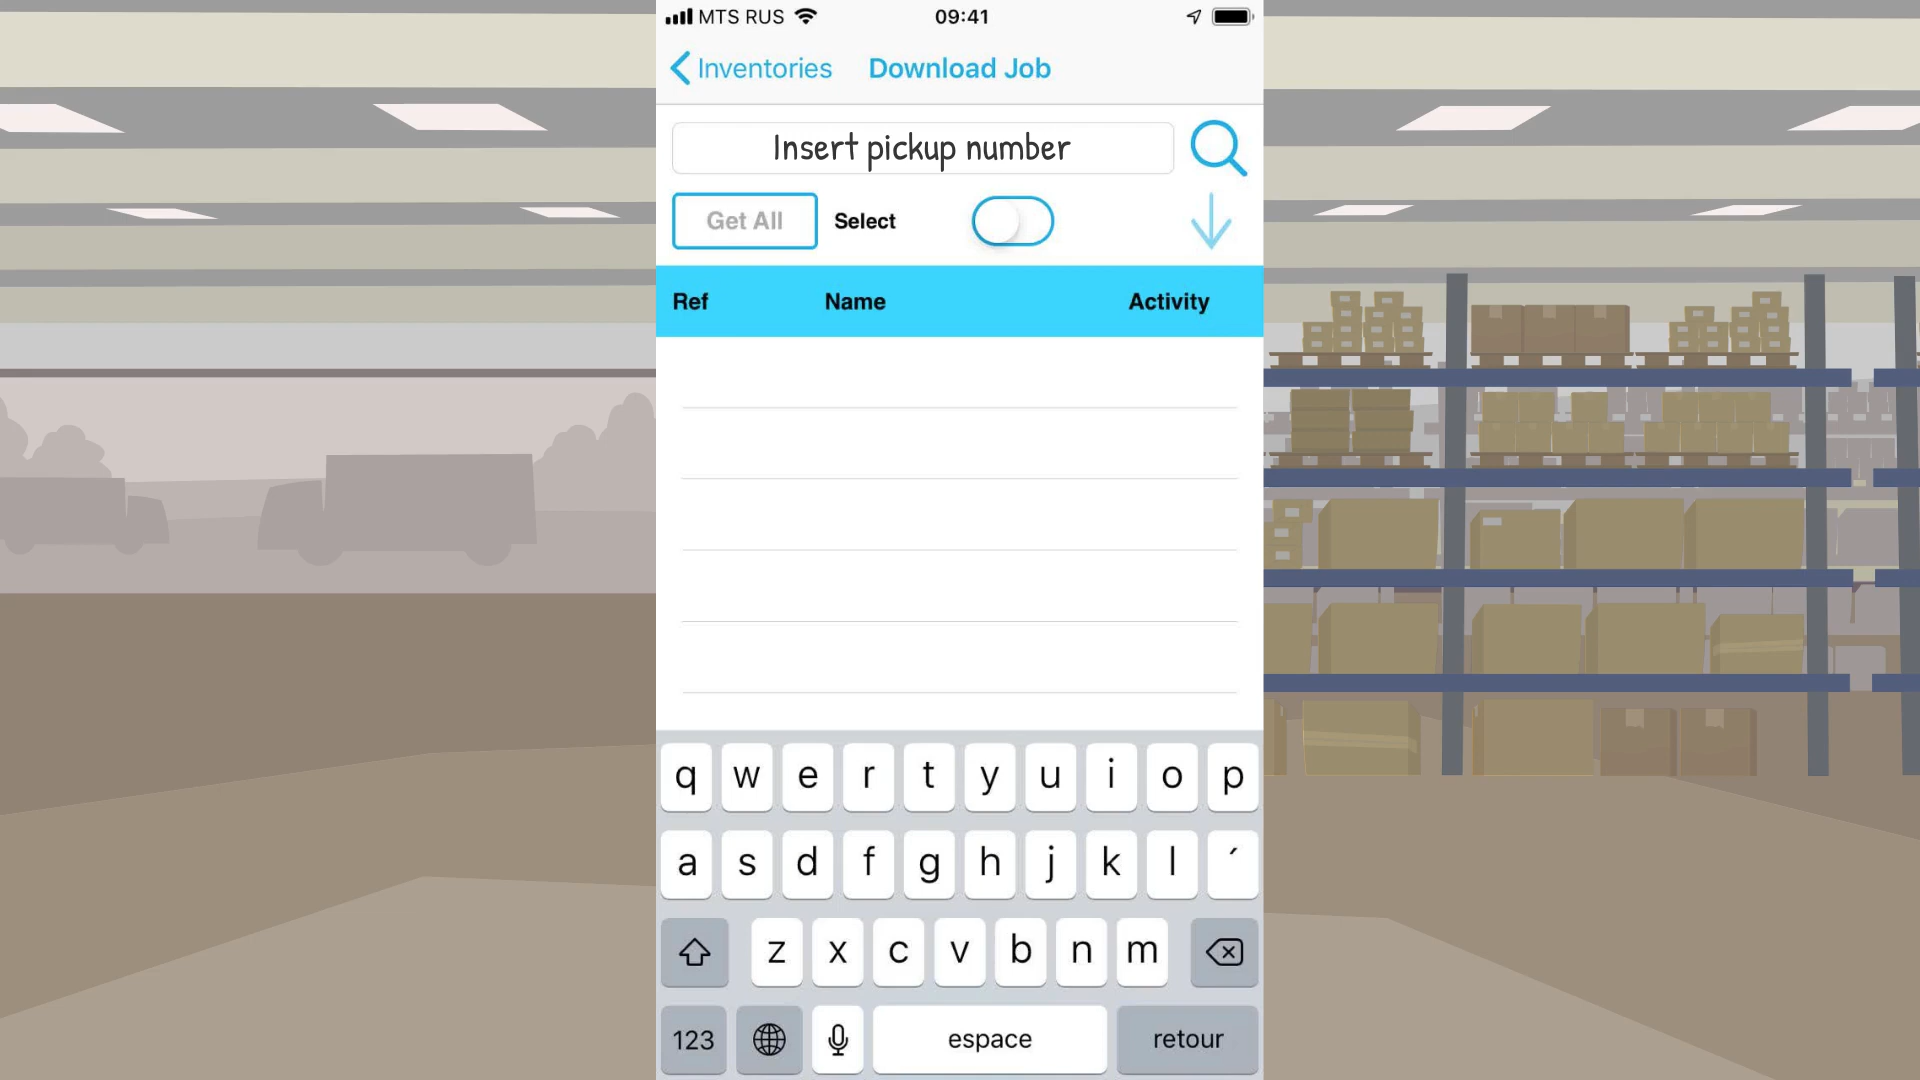 MTS RUS 09:41
Inventories Download Job
Insert pickup number
Get All Select
Ref Name Activity
q w e r t y u i o p
a s d f g h j k l ´
z x c v b n m
123 espace retour